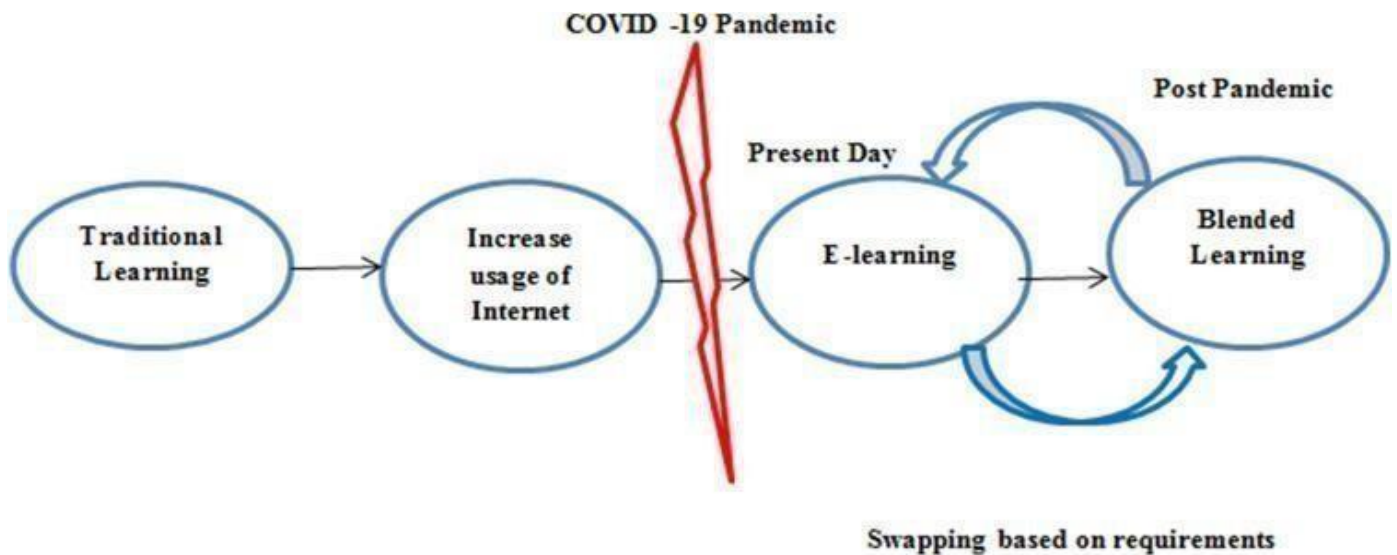 COVID -19 Pandemic
Post Pandemic
Present Day
Traditional
Learning
Increase
usage of
Internet
E-learning
Blended
Learning
Swapping based on requirements